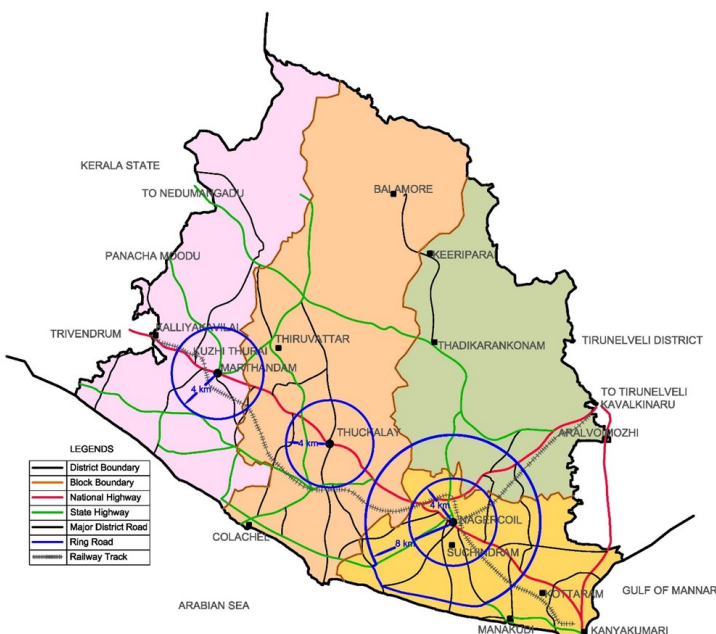 KERALA STATE
TO NEDUMANGADU
BALAMORE
PANACHA MOODU
KEERIPARA
TRIVENDRUM
KALLIYAKAVILAI
KUZHI THURAI
MARTHANDAM
4 km
THIRUVATTAR
THADIKARANKONAM
TIRUNELVELI DISTRICT
TO TIRUNELVELI
KAVALKINARU
ARALVOIMOZHI
THUCHALAY
4 km
LEGENDS
District Boundary
Block Boundary
National Highway
State Highway
Major District Road
Ring Road
Railway Track
4 km
NAGERCOIL
8 km
SUCHINDRAM
COLACHEL
KOTTARAM
GULF OF MANNAR
ARABIAN SEA
MANAKUDI
KANYAKUMARI